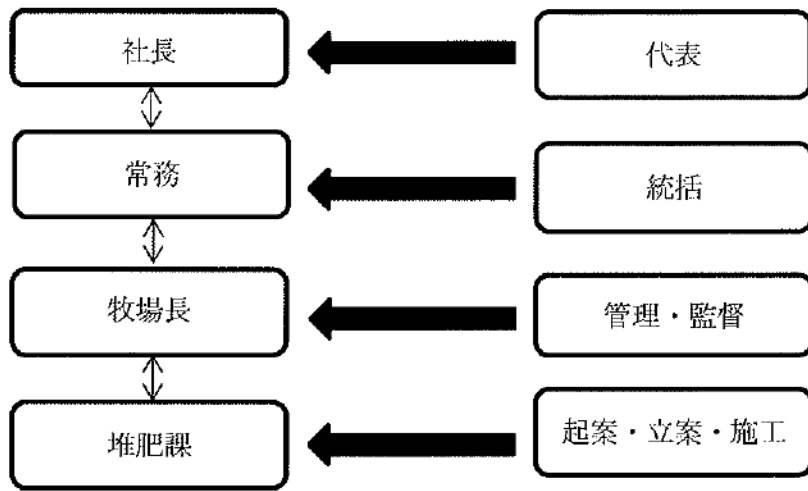 社長
代表
常務
統括
牧場長
管理・監督
堆肥課
起案・立案・施工